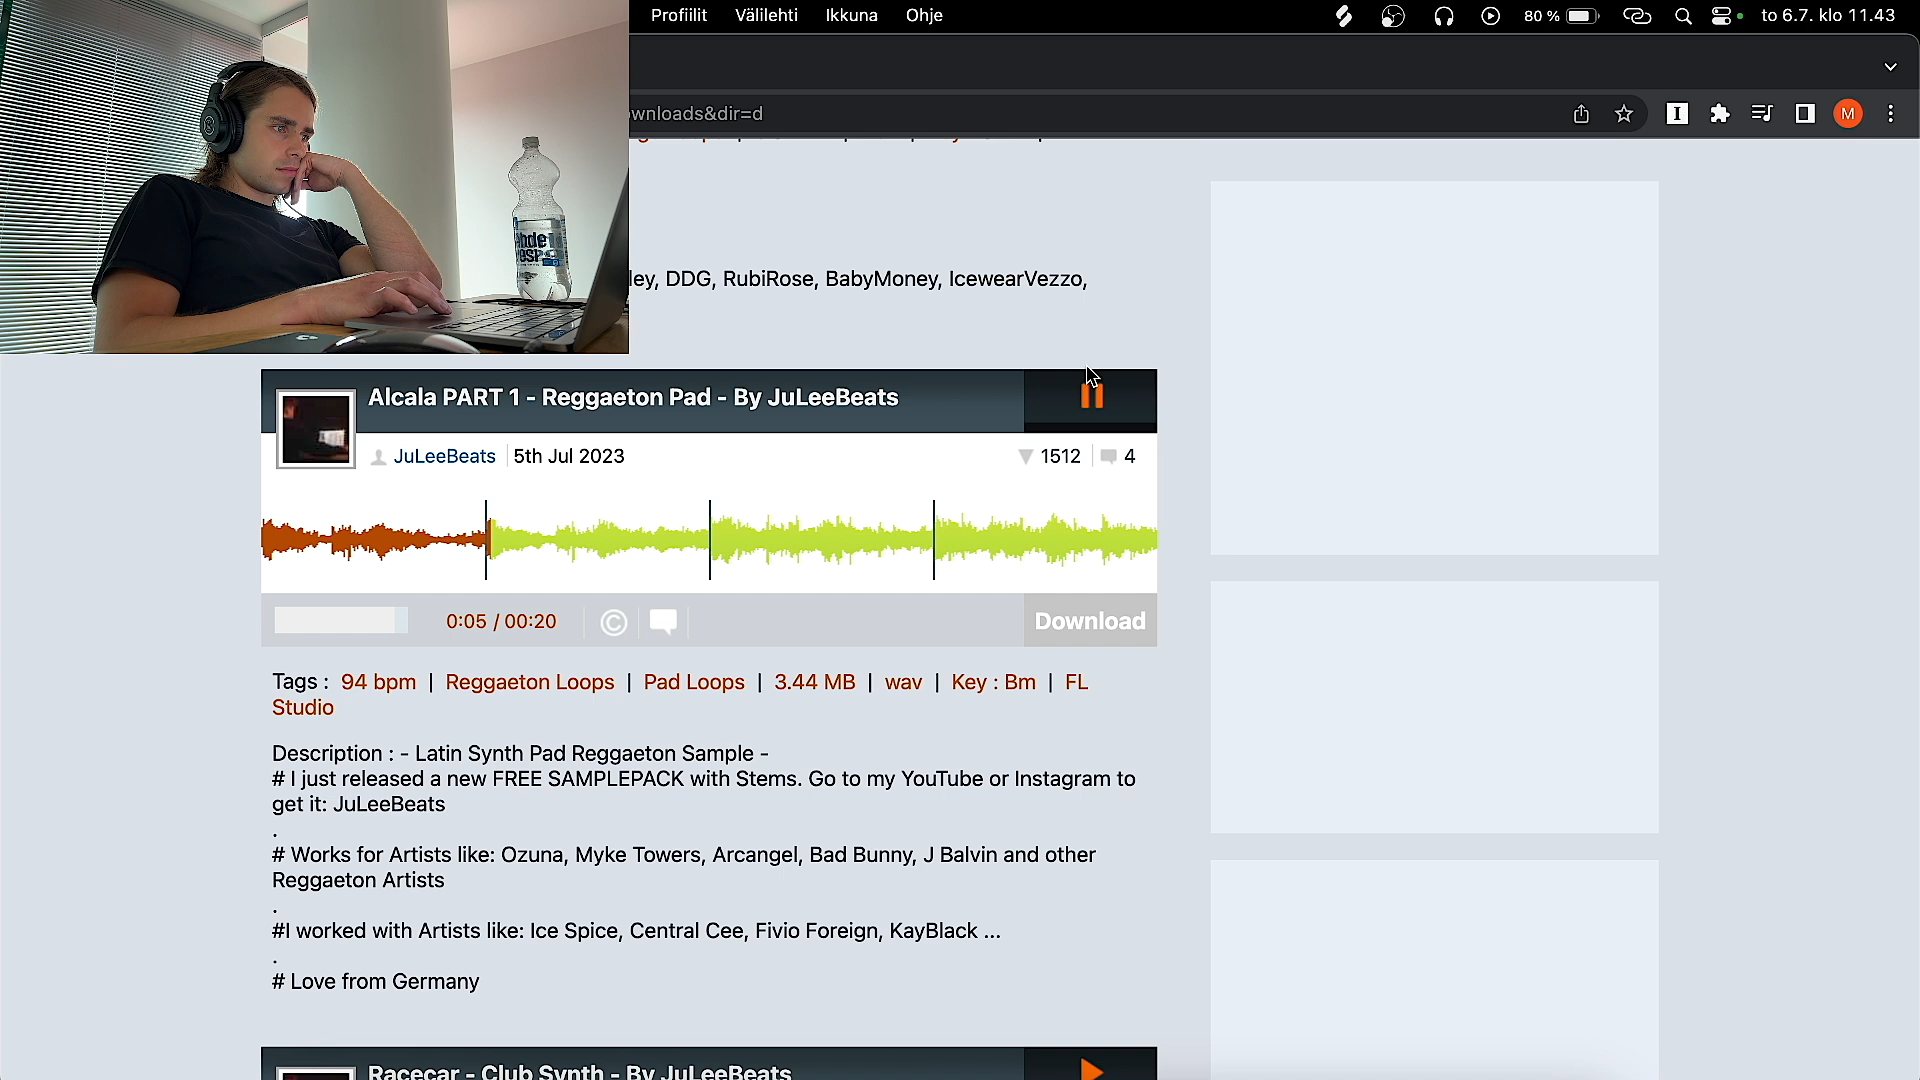 Profiilit Välilehti Ikkuna Ohje
80 % to 6.7. klo 11.43
wnloads&dir=d
M
ley, DDG, RubiRose, BabyMoney, IcewearVezzo,
Alcala PART 1 - Reggaeton Pad - By JuLeeBeats
JuLeeBeats 5th Jul 2023 1512 4
0:05 / 00:20 © Download
Tags : 94 bpm | Reggaeton Loops | Pad Loops | 3.44 MB | wav | Key : Bm | FL
Studio
Description : - Latin Synth Pad Reggaeton Sample -
# I just released a new FREE SAMPLEPACK with Stems. Go to my YouTube or Instagram to
get it: JuLeeBeats
.
# Works for Artists like: Ozuna, Myke Towers, Arcangel, Bad Bunny, J Balvin and other
Reggaeton Artists
.
#I worked with Artists like: Ice Spice, Central Cee, Fivio Foreign, KayBlack ...
.
# Love from Germany
Racecar - Club Synth - By JuLeeBeats